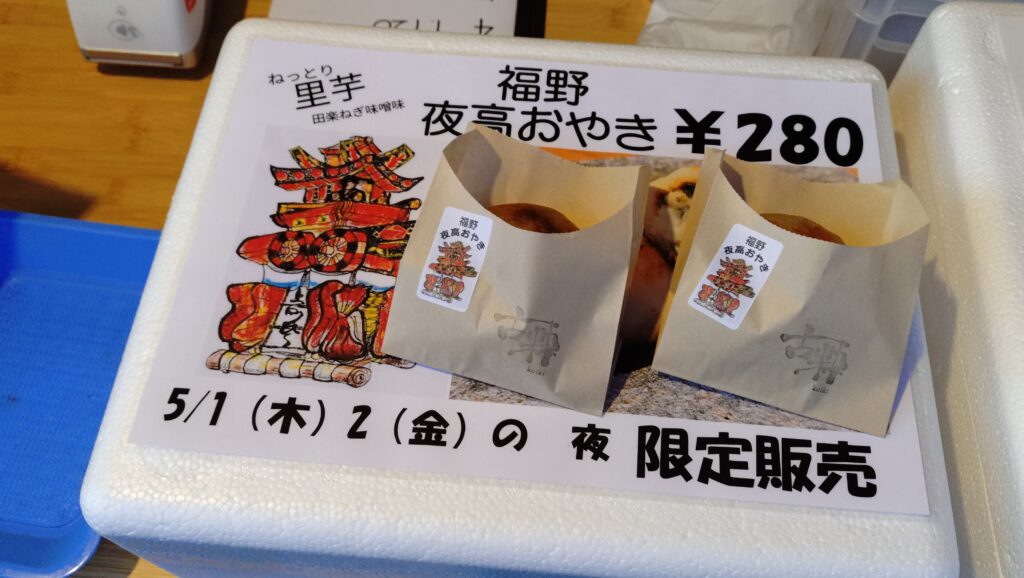 ねっとり
里芋
田楽ねぎ味噌味
福野
夜高おやき ¥280
福野
夜高おやき
福野
夜高おやき
5/1（木）2（金）の 夜 限定販売